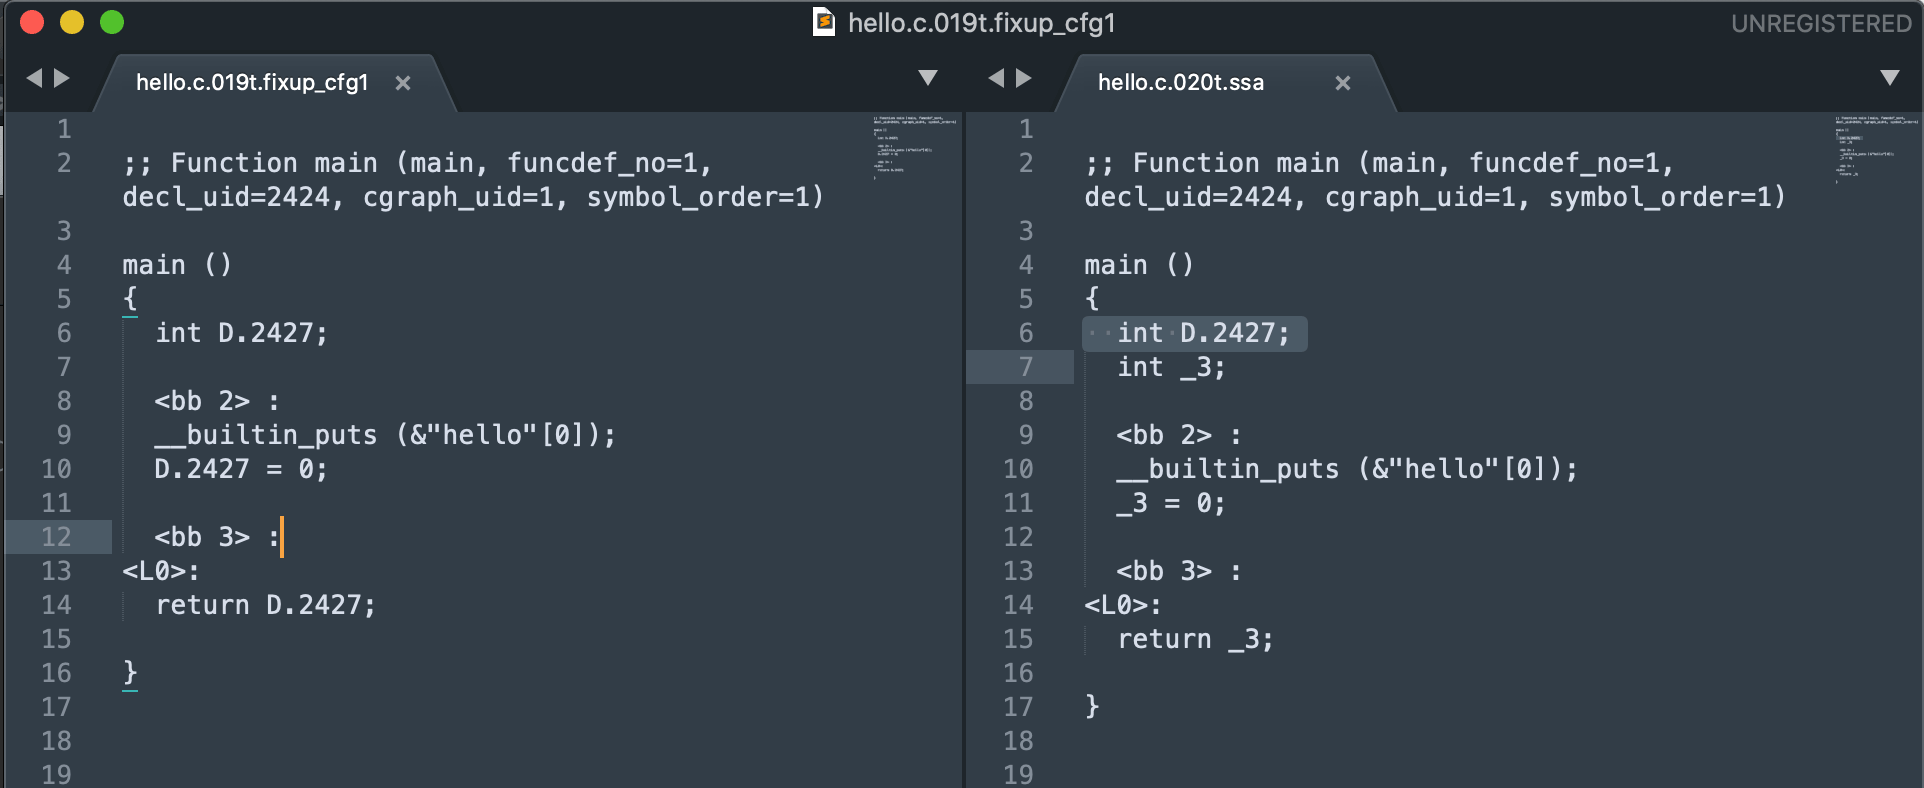 hello.c.019t.fixup_cfg1
UNREGISTERED
hello.c.019t.fixup_cfg1 ×
1
2 ;; Function main (main, funcdef_no=1,
decl_uid=2424, cgraph_uid=1, symbol_order=1)
3
4 main ()
5 {
6 int D.2427;
7
8 <bb 2> :
9 __builtin_puts (&"hello"[0]);
10 D.2427 = 0;
11
12 <bb 3> :
13 <L0>:
14 return D.2427;
15
16 }
17
18
19
hello.c.020t.ssa ×
1
2 ;; Function main (main, funcdef_no=1,
decl_uid=2424, cgraph_uid=1, symbol_order=1)
3
4 main ()
5 {
6 int D.2427;
7 int _3;
8
9 <bb 2> :
10 __builtin_puts (&"hello"[0]);
11 _3 = 0;
12
13 <bb 3> :
14 <L0>:
15 return _3;
16
17 }
18
19